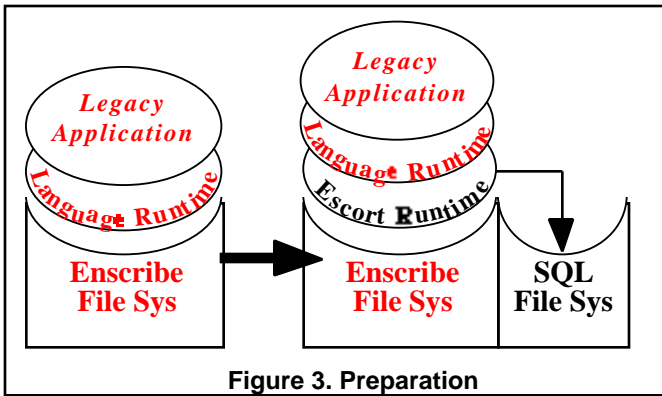 Legacy
Application
Language Runtime
Enscribe
File Sys
Legacy
Application
Language Runtime
Escort Runtime
Enscribe
File Sys
SQL
File Sys
Figure 3. Preparation